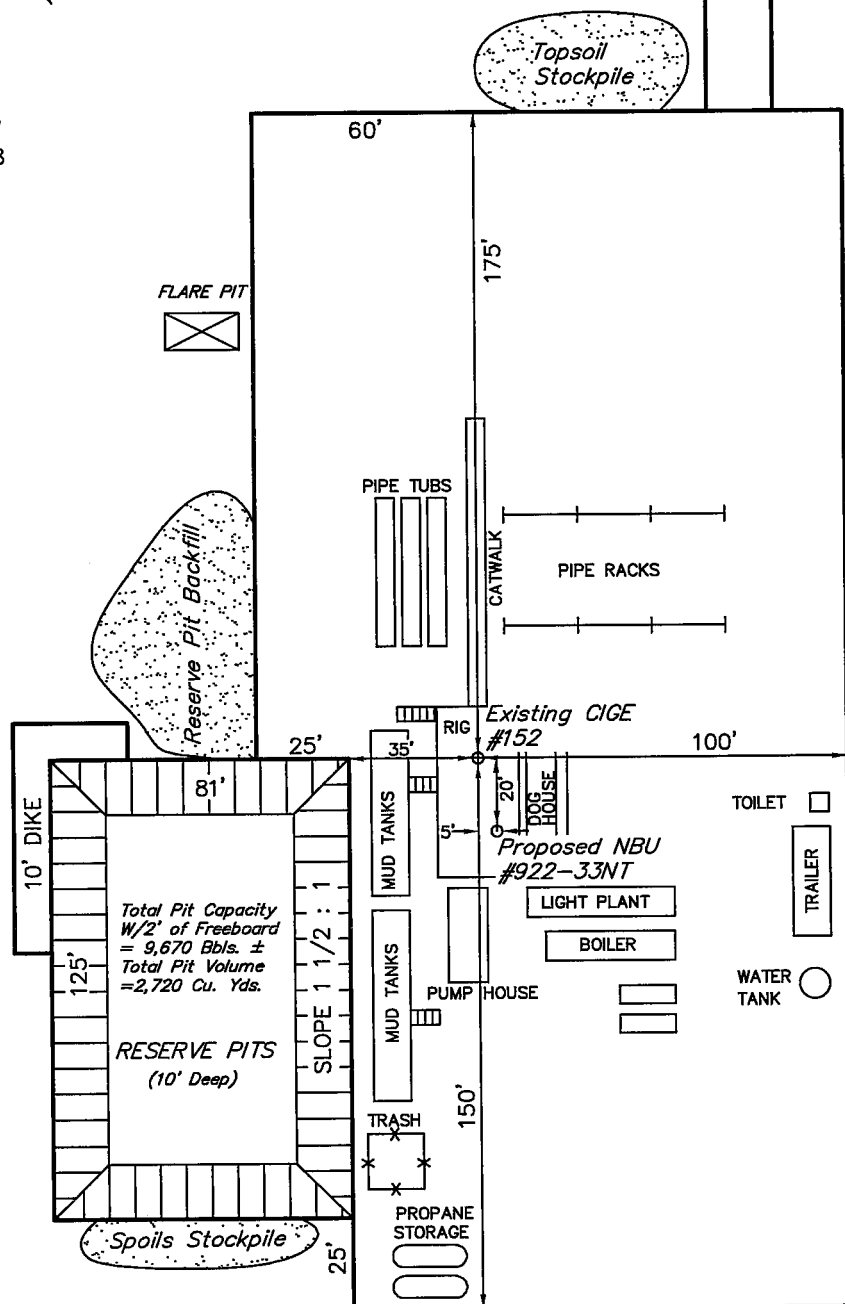 Topsoil
Stockpile
60'
175'
FLARE PIT
PIPE TUBS
CATWALK
PIPE RACKS
Reserve Pit Backfill
RIG
Existing CIGE
#152
25'
35'
100'
81'
10' DIKE
MUD TANKS
20'
DOG
HOUSE
5'
TOILET
Proposed NBU
#922-33NT
TRAILER
LIGHT PLANT
BOILER
Total Pit Capacity
W/2' of Freeboard
= 9,670 Bbls. ±
Total Pit Volume
=2,720 Cu. Yds.
125'
SLOPE 1 1/2 : 1
MUD TANKS
PUMP HOUSE
WATER
TANK
RESERVE PITS
(10' Deep)
150'
TRASH
PROPANE
STORAGE
Spoils Stockpile
25'